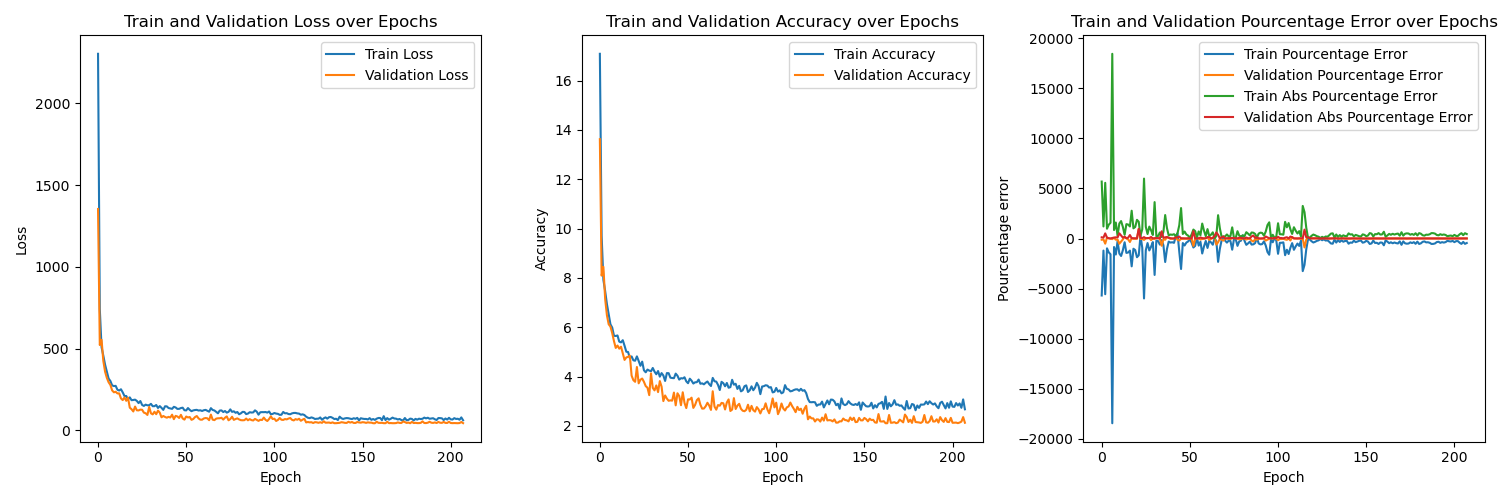 Train and Validation Loss over Epochs
Loss
2000
1500
1000
500
0
Train Loss
Validation Loss
0
50
100
150
200
Epoch
Train and Validation Accuracy over Epochs
Accuracy
16
14
12
10
8
6
4
2
Train Accuracy
Validation Accuracy
0
50
100
150
200
Epoch
Train and Validation Pourcentage Error over Epochs
Pourcentage error
20000
15000
10000
5000
0
−5000
−10000
−15000
−20000
Train Pourcentage Error
Validation Pourcentage Error
Train Abs Pourcentage Error
Validation Abs Pourcentage Error
0
50
100
150
200
Epoch